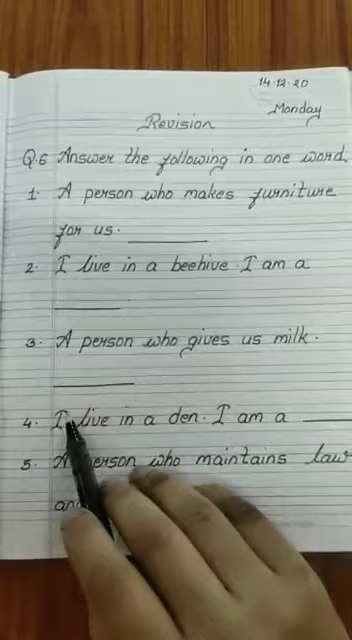 14.12.20
Monday
Revision
Q.6 Answer the following in one word.
1. A person who makes furniture
for us. ________
2. I live in a beehive. I am a
________
3. A person who gives us milk.
________
4. I live in a den. I am a ______
5. A person who maintains law